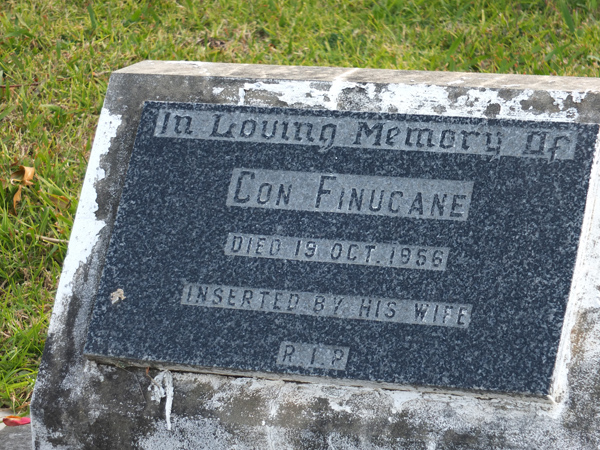 In Loving Memory of
CON FINUCANE
DIED 19 OCT. 1956
INSERTED BY HIS WIFE
R.I.P.